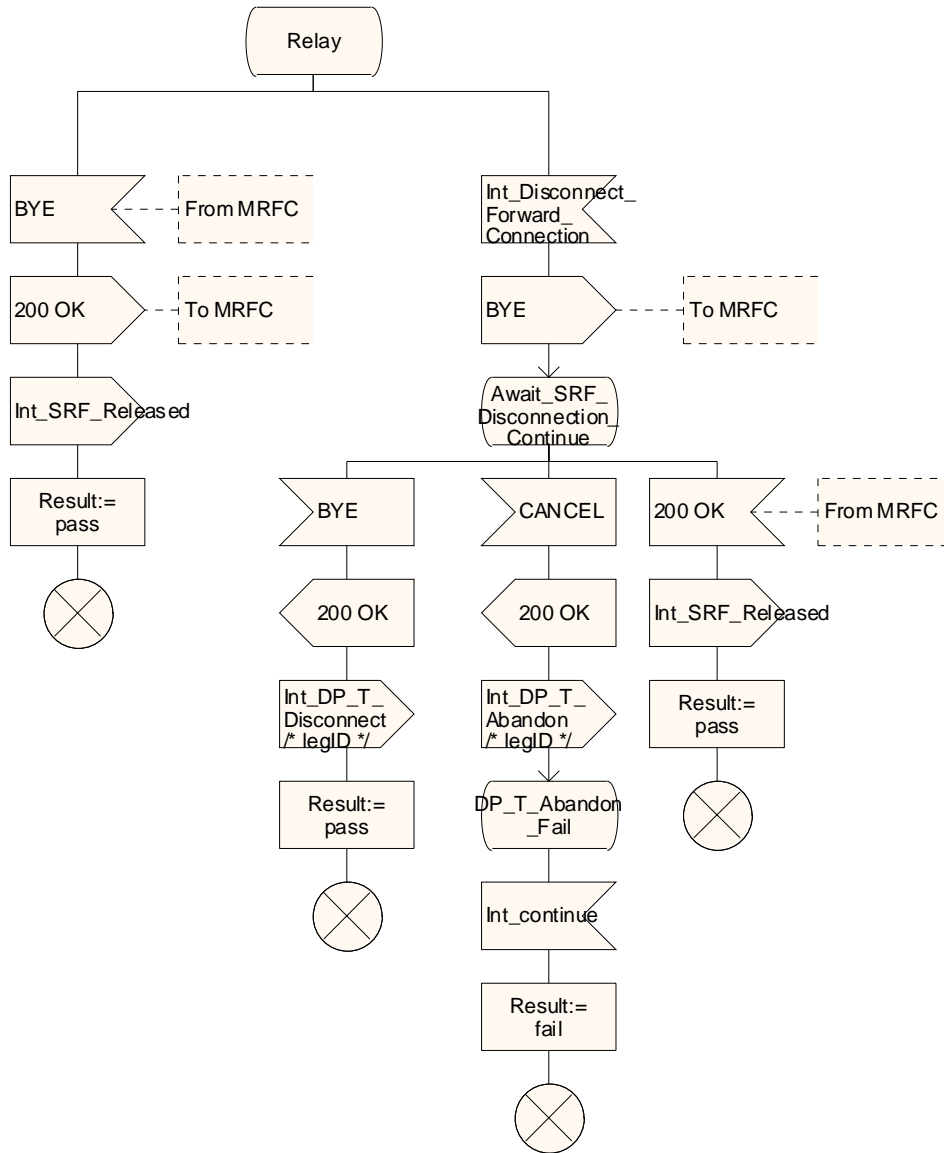 Relay
BYE
From MRFC
Int_Disconnect_
Forward_
Connection
200 OK
To MRFC
BYE
To MRFC
Int_SRF_Released
Await_SRF_
Disconnection_
Continue
Result:=
pass
BYE
CANCEL
200 OK
From MRFC
200 OK
200 OK
Int_SRF_Released
Int_DP_T_
Disconnect
/* legID */
Int_DP_T_
Abandon
/* legID */
Result:=
pass
Result:=
pass
DP_T_Abandon
_Fail
Int_continue
Result:=
fail